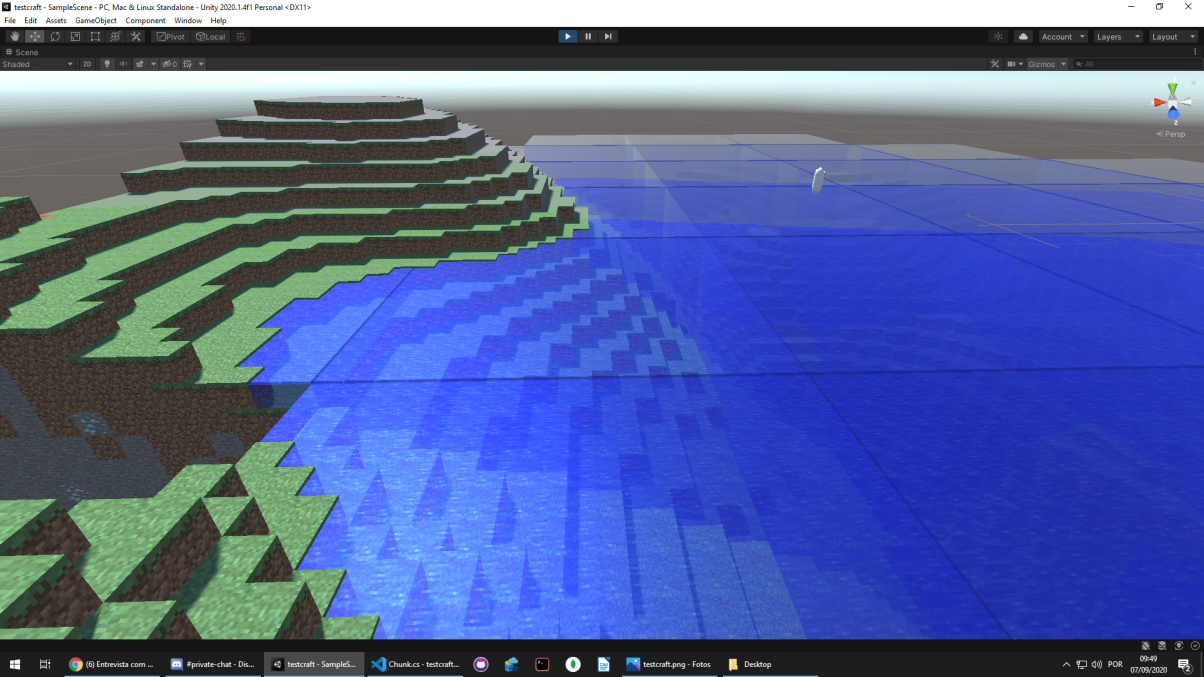 testcraft - SampleScene - PC, Mac & Linux Standalone - Unity 2020.1.4f1 Personal <DX11>
File Edit Assets GameObject Component Window Help
Pivot Local Account Layers Layout
Scene
Shaded 2D 0 Gizmos All
z
Persp
(6) Entrevista com ... #private-chat - Dis... testcraft - SampleS... Chunk.cs - testcraft... testcraft.png - Fotos Desktop POR 09:49
07/09/2020 2